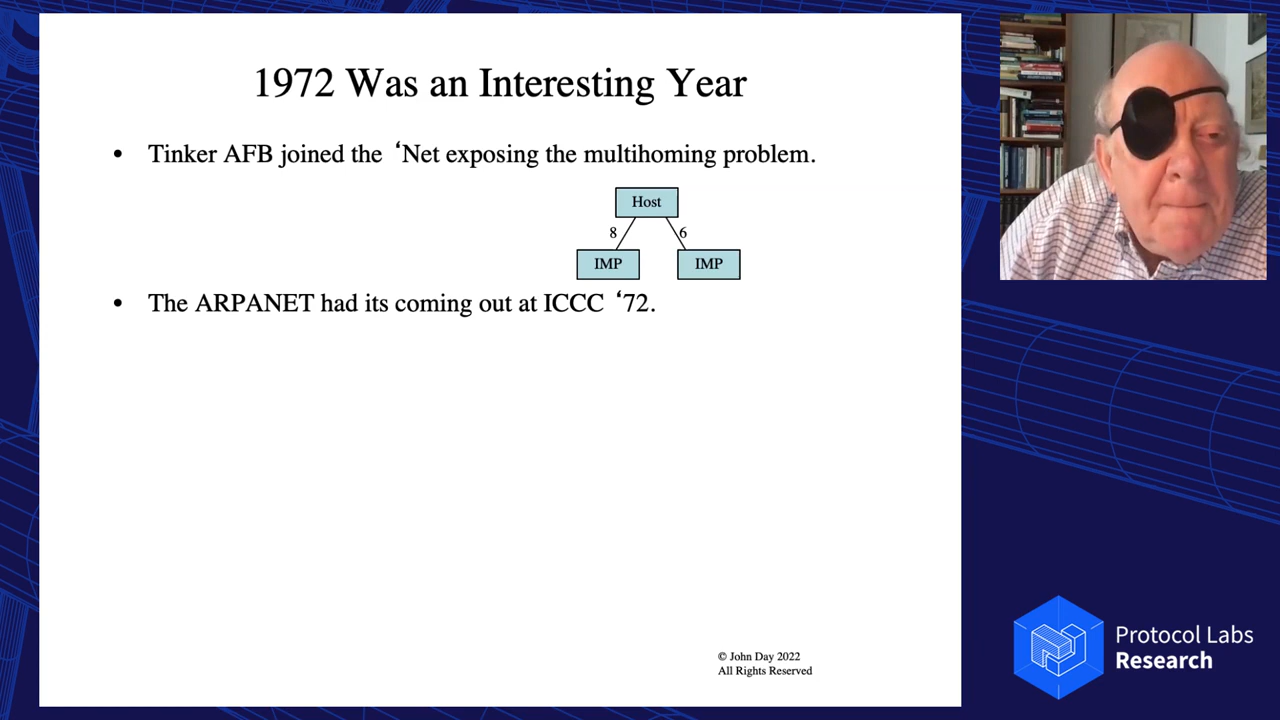 1972 Was an Interesting Year
• Tinker AFB joined the ‘Net exposing the multihoming problem.
Host
8 6
IMP IMP
• The ARPANET had its coming out at ICCC ‘72.
© John Day 2022
All Rights Reserved
Protocol Labs
Research